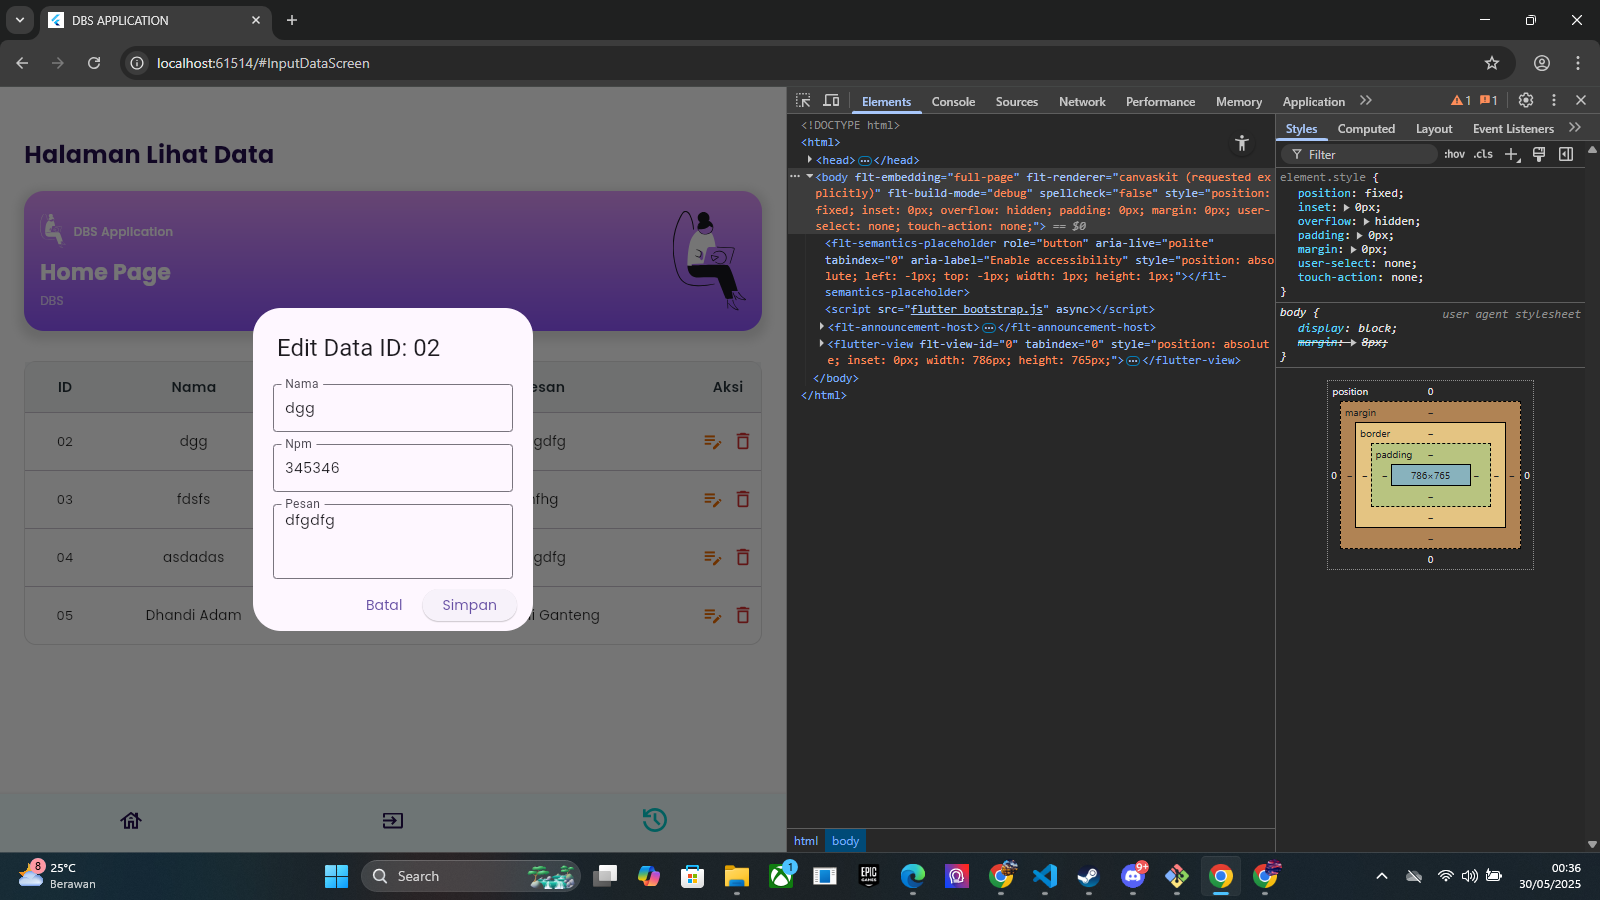 DBS APPLICATION
localhost:61514/#InputDataScreen
Halaman Lihat Data
DBS Application
Home Page
DBS
ID Nama esan Aksi
02 dgg gdfg
03 fdsfs fhg
04 asdadas gdfg
05 Dhandi Adam i Ganteng
Edit Data ID: 02
Nama
dgg
Npm
345346
Pesan
dfgdfg
Batal Simpan
Elements Console Sources Network Performance Memory Application 1 1
<!DOCTYPE html>
<html>
<head> </head>
<body flt-embedding="full-page" flt-renderer="canvaskit (requested ex
plicitly)" flt-build-mode="debug" spellcheck="false" style="position:
fixed; inset: 0px; overflow: hidden; padding: 0px; margin: 0px; user-
select: none; touch-action: none;"> == $0
<flt-semantics-placeholder role="button" aria-live="polite"
tabindex="0" aria-label="Enable accessibility" style="position: abso
lute; left: -1px; top: -1px; width: 1px; height: 1px;"></flt-
semantics-placeholder>
<script src="flutter_bootstrap.js" async></script>
<flt-announcement-host> </flt-announcement-host>
<flutter-view flt-view-id="0" tabindex="0" style="position: absolut
e; inset: 0px; width: 786px; height: 765px;"> </flutter-view>
</body>
</html>
html body
Styles Computed Layout Event Listeners
Filter :hov .cls
element.style {
position: fixed;
inset: 0px;
overflow: hidden;
padding: 0px;
margin: 0px;
user-select: none;
touch-action: none;
}
body { user agent stylesheet
display: block;
margin: 8px;
}
position 0
margin –
border –
padding –
0 – – – 786×765 – – – 0
–
–
–
0
8
25°C
Berawan
Search
1
EPIC
GAMES
9+
00:36
30/05/2025